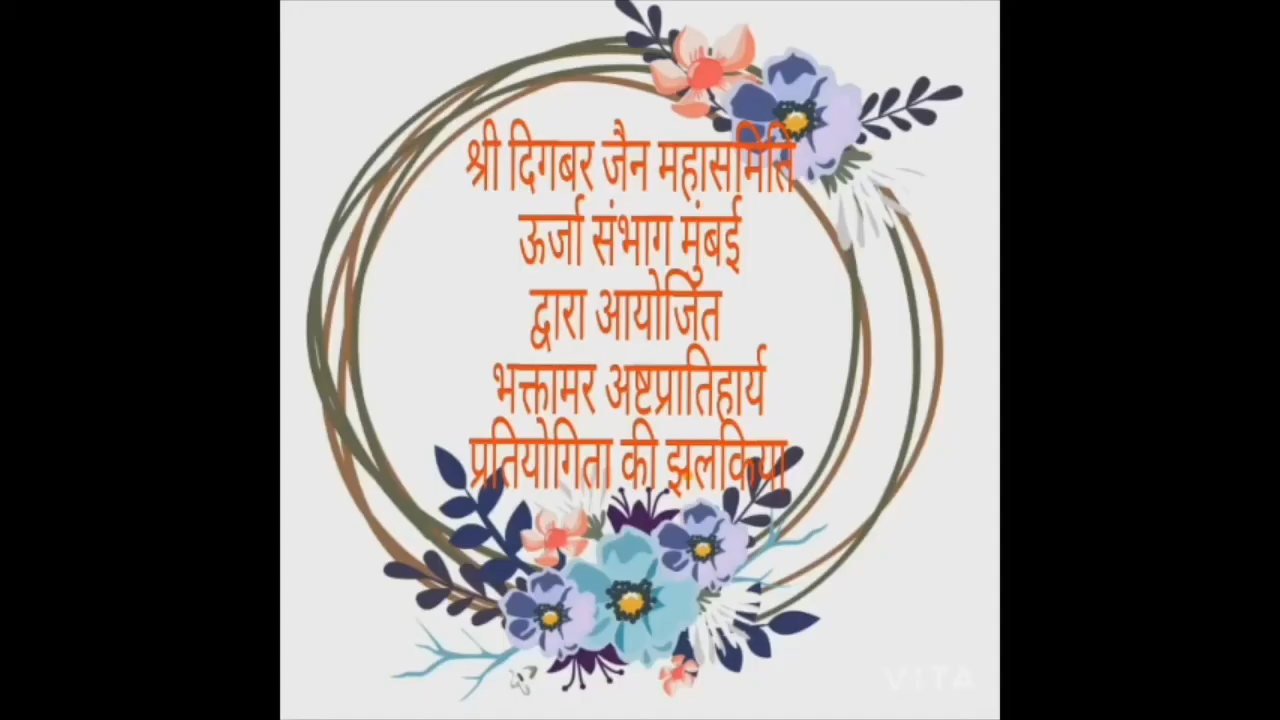 श्री दिगबर जैन महासमिति
ऊर्जा संभाग मुंबई
द्वारा आयोजित
भक्तामर अष्टप्रातिहार्य
प्रतियोगिता की झलकिया
VITA